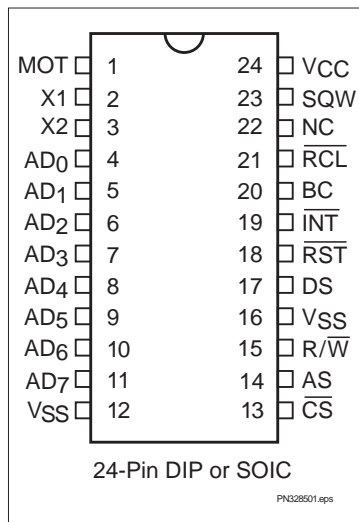 MOT 1 24 VCC
X1 2 23 SQW
X2 3 22 NC
AD0 4 21 RCL
AD1 5 20 BC
AD2 6 19 INT
AD3 7 18 RST
AD4 8 17 DS
AD5 9 16 VSS
AD6 10 15 R/W
AD7 11 14 AS
VSS 12 13 CS
24-Pin DIP or SOIC
PN328501.eps